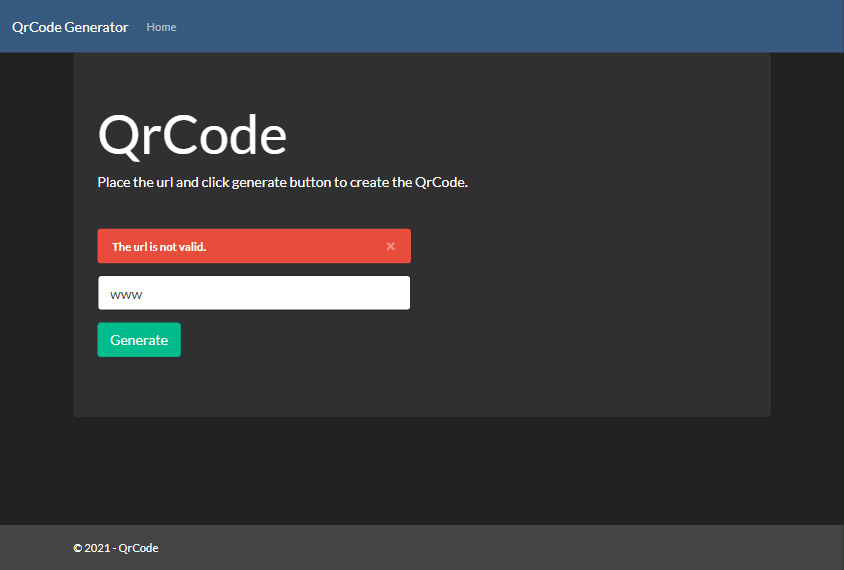 QrCode Generator Home
QrCode
Place the url and click generate button to create the QrCode.
The url is not valid. ×
www
Generate
© 2021 - QrCode